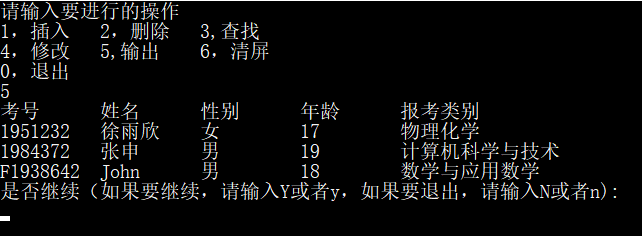 请输入要进行的操作
1，插入 2，删除 3,查找
4，修改 5,输出 6，清屏
0，退出
5
考号 姓名 性别 年龄 报考类别
1951232 徐雨欣 女 17 物理化学
1984372 张申 男 19 计算机科学与技术
F1938642 John 男 18 数学与应用数学
是否继续（如果要继续，请输入Y或者y，如果要退出，请输入N或者n):